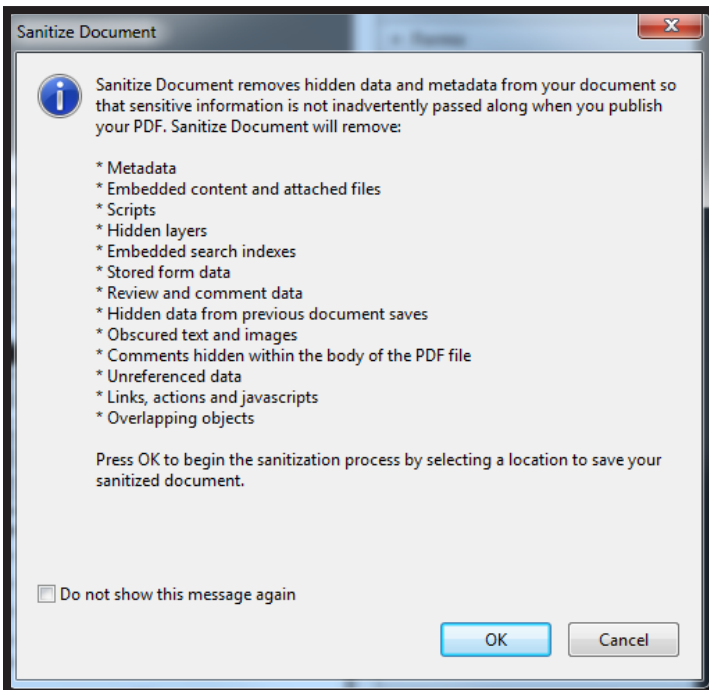 Sanitize Document
Forms
Sanitize Document removes hidden data and metadata from your document so
that sensitive information is not inadvertently passed along when you publish
your PDF. Sanitize Document will remove:
* Metadata
* Embedded content and attached files
* Scripts
* Hidden layers
* Embedded search indexes
* Stored form data
* Review and comment data
* Hidden data from previous document saves
* Obscured text and images
* Comments hidden within the body of the PDF file
* Unreferenced data
* Links, actions and javascripts
* Overlapping objects
Press OK to begin the sanitization process by selecting a location to save your
sanitized document.
Do not show this message again
OK
Cancel